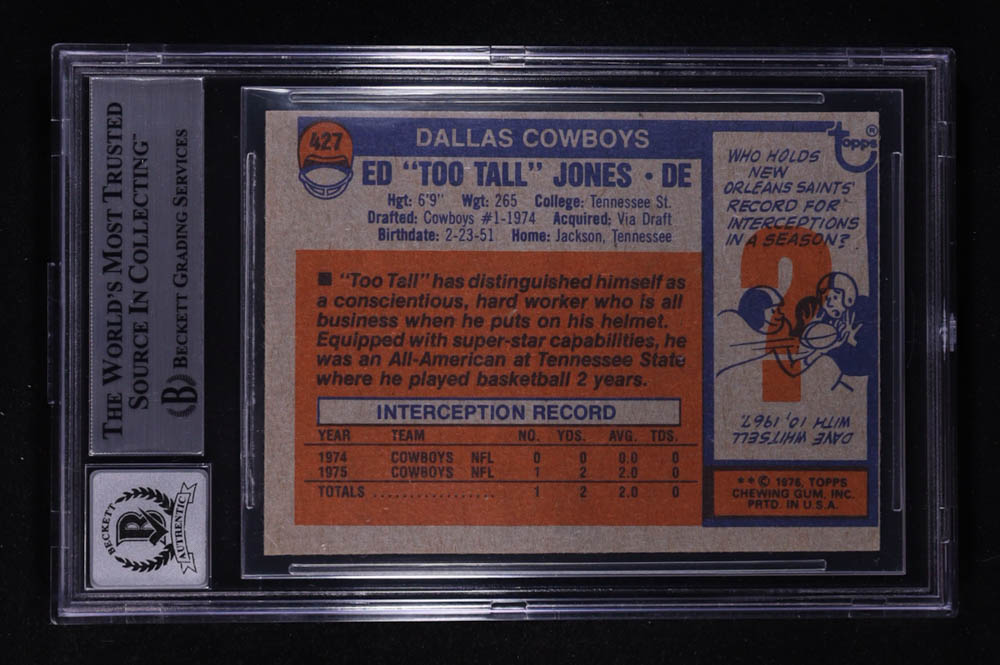 THE WORLD'S MOST TRUSTED
SOURCE IN COLLECTING™
BECKETT GRADING SERVICES
B
BECKETT
AUTHENTIC
427
DALLAS COWBOYS
ED "TOO TALL" JONES • DE
Hgt: 6'9" Wgt: 265 College: Tennessee St.
Drafted: Cowboys #1-1974 Acquired: Via Draft
Birthdate: 2-23-51 Home: Jackson, Tennessee
■ "Too Tall" has distinguished himself as
a conscientious, hard worker who is all
business when he puts on his helmet.
Equipped with super-star capabilities, he
was an All-American at Tennessee State
where he played basketball 2 years.
INTERCEPTION RECORD
YEAR TEAM NO. YDS. AVG. TDS.
1974 COWBOYS NFL 0 0 0.0 0
1975 COWBOYS NFL 1 2 2.0 0
TOTALS .................... 1 2 2.0 0
topps®
WHO HOLDS
NEW
ORLEANS SAINTS'
RECORD FOR
INTERCEPTIONS
IN A SEASON?
?
DAVE WHITSELL
WITH 10, 1967.
**© 1976, TOPPS
CHEWING GUM, INC.
PRTD. IN U.S.A.